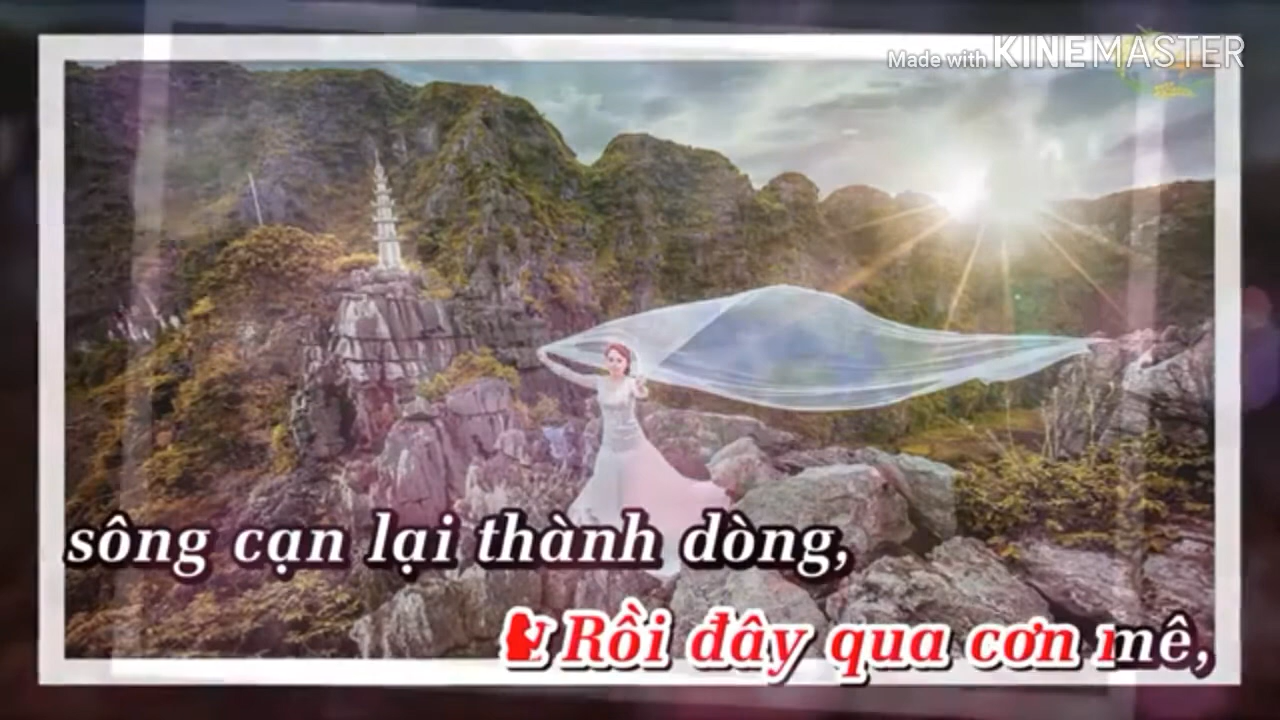 Made with KINEMASTER
sông cạn lại thành dòng,
Rồi đây qua cơn mê,